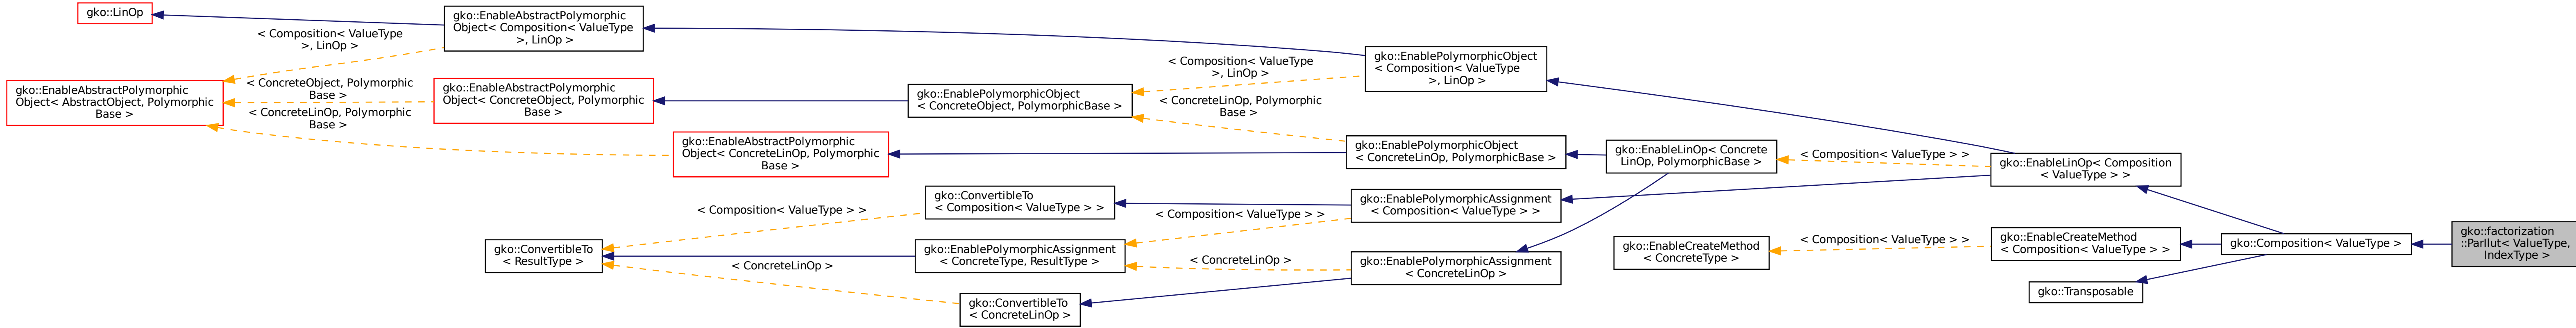 gko::LinOp
gko::EnableAbstractPolymorphic
Object< Composition< ValueType
>, LinOp >
< Composition< ValueType
>, LinOp >
gko::EnableAbstractPolymorphic
Object< AbstractObject, Polymorphic
Base >
< ConcreteObject, Polymorphic
Base >
< ConcreteLinOp, Polymorphic
Base >
gko::EnableAbstractPolymorphic
Object< ConcreteObject, Polymorphic
Base >
gko::EnableAbstractPolymorphic
Object< ConcreteLinOp, Polymorphic
Base >
gko::EnablePolymorphicObject
< ConcreteObject, PolymorphicBase >
< Composition< ValueType
>, LinOp >
< ConcreteLinOp, Polymorphic
Base >
gko::EnablePolymorphicObject
< Composition< ValueType
>, LinOp >
gko::EnablePolymorphicObject
< ConcreteLinOp, PolymorphicBase >
gko::EnableLinOp< Concrete
LinOp, PolymorphicBase >
< Composition< ValueType > >
gko::EnableLinOp< Composition
< ValueType > >
gko::ConvertibleTo
< Composition< ValueType > >
< Composition< ValueType > >
gko::ConvertibleTo
< ResultType >
< ConcreteLinOp >
gko::EnablePolymorphicAssignment
< ConcreteType, ResultType >
gko::ConvertibleTo
< ConcreteLinOp >
< Composition< ValueType > >
< ConcreteLinOp >
gko::EnablePolymorphicAssignment
< Composition< ValueType > >
gko::EnablePolymorphicAssignment
< ConcreteLinOp >
gko::EnableCreateMethod
< ConcreteType >
< Composition< ValueType > >
gko::EnableCreateMethod
< Composition< ValueType > >
gko::Transposable
gko::Composition< ValueType >
gko::factorization
::ParIlut< ValueType,
IndexType >